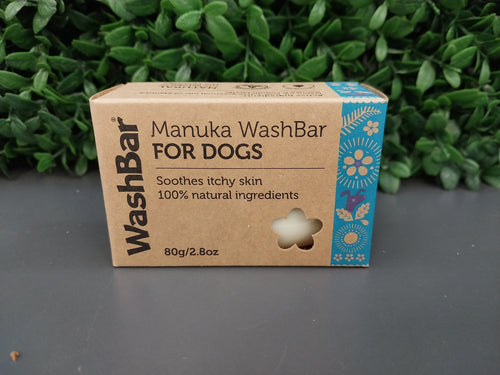 WashBar®
Manuka WashBar
FOR DOGS
Soothes itchy skin
100% natural ingredients
80g/2.8oz